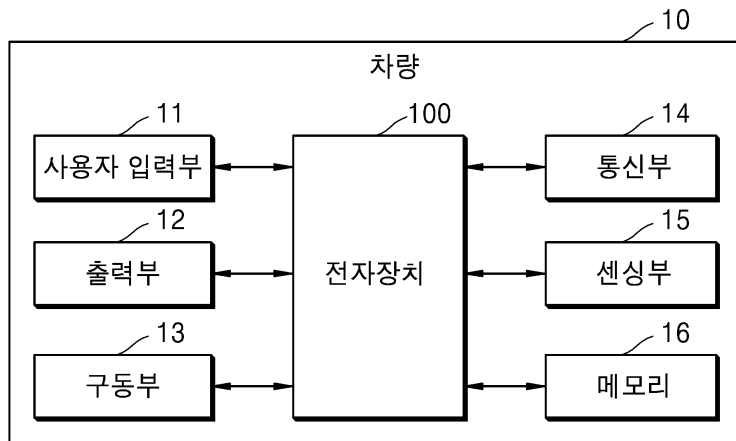 10
차량
11
100
14
사용자 입력부
통신부
12
15
출력부
전자장치
센싱부
13
16
구동부
메모리